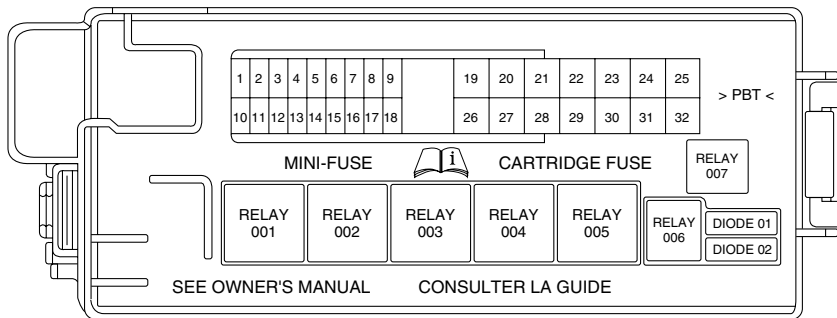 1 2 3 4 5 6 7 8 9 19 20 21 22 23 24 25
> PBT <
10 11 12 13 14 15 16 17 18 26 27 28 29 30 31 32
MINI-FUSE i CARTRIDGE FUSE
RELAY 007
RELAY 001
RELAY 002
RELAY 003
RELAY 004
RELAY 005
RELAY 006
DIODE 01
DIODE 02
SEE OWNER'S MANUAL CONSULTER LA GUIDE